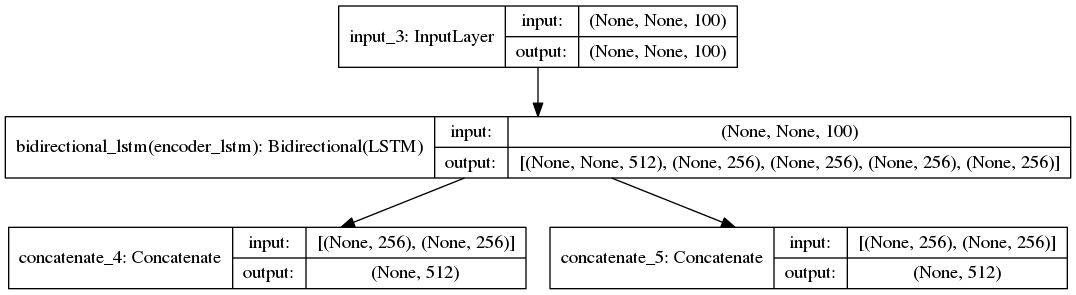 input_3: InputLayer
input: (None, None, 100)
output: (None, None, 100)
bidirectional_lstm(encoder_lstm): Bidirectional(LSTM)
input: (None, None, 100)
output: [(None, None, 512), (None, 256), (None, 256), (None, 256), (None, 256)]
concatenate_4: Concatenate
input: [(None, 256), (None, 256)]
output: (None, 512)
concatenate_5: Concatenate
input: [(None, 256), (None, 256)]
output: (None, 512)